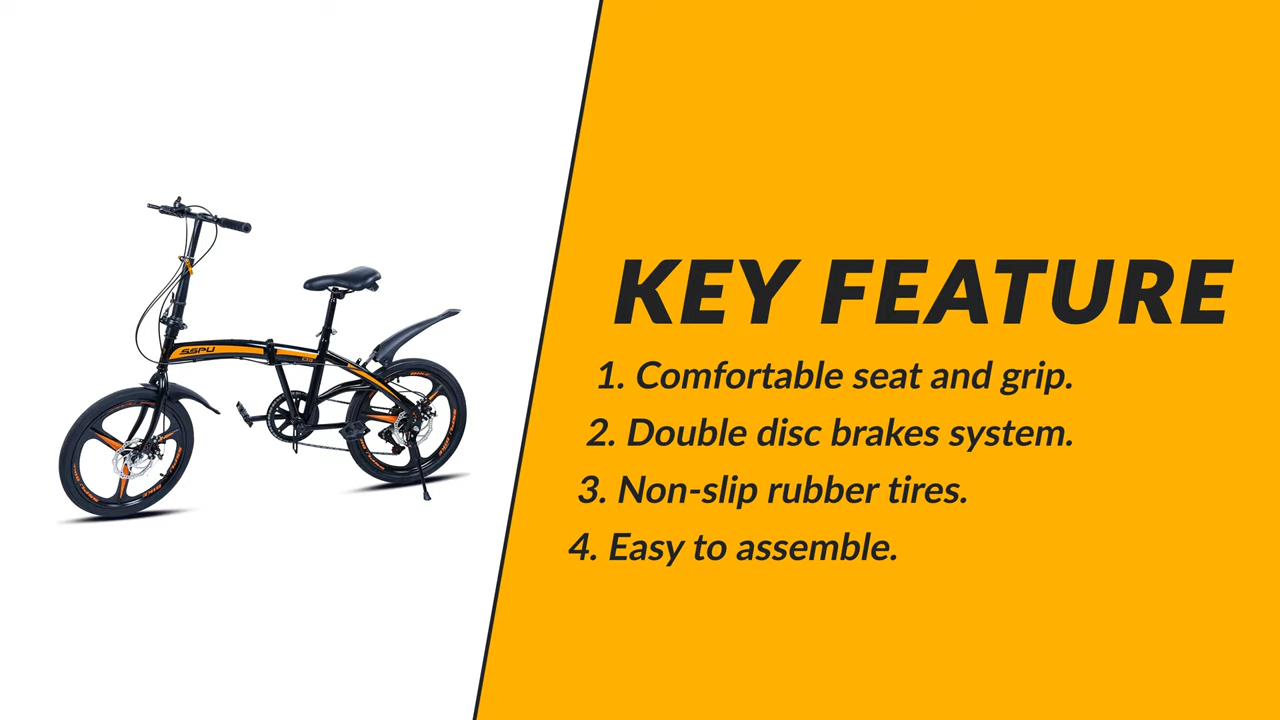 SSPU
KEY FEATURE
1. Comfortable seat and grip.
2. Double disc brakes system.
3. Non-slip rubber tires.
4. Easy to assemble.